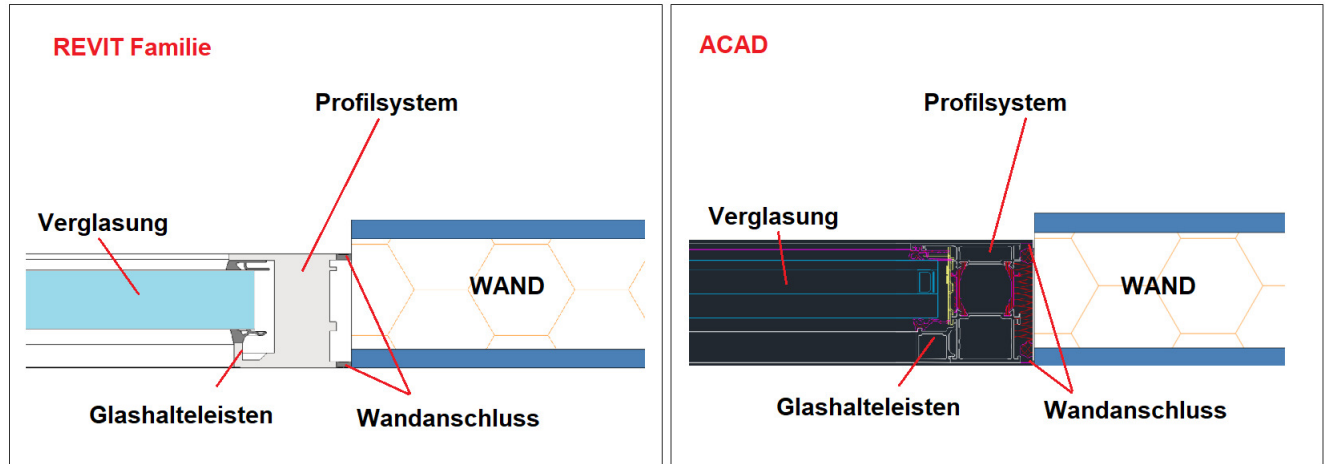 REVIT Familie
Profilsystem
Verglasung
WAND
Glashalteleisten
Wandanschluss
ACAD
Profilsystem
Verglasung
WAND
Glashalteleisten
Wandanschluss